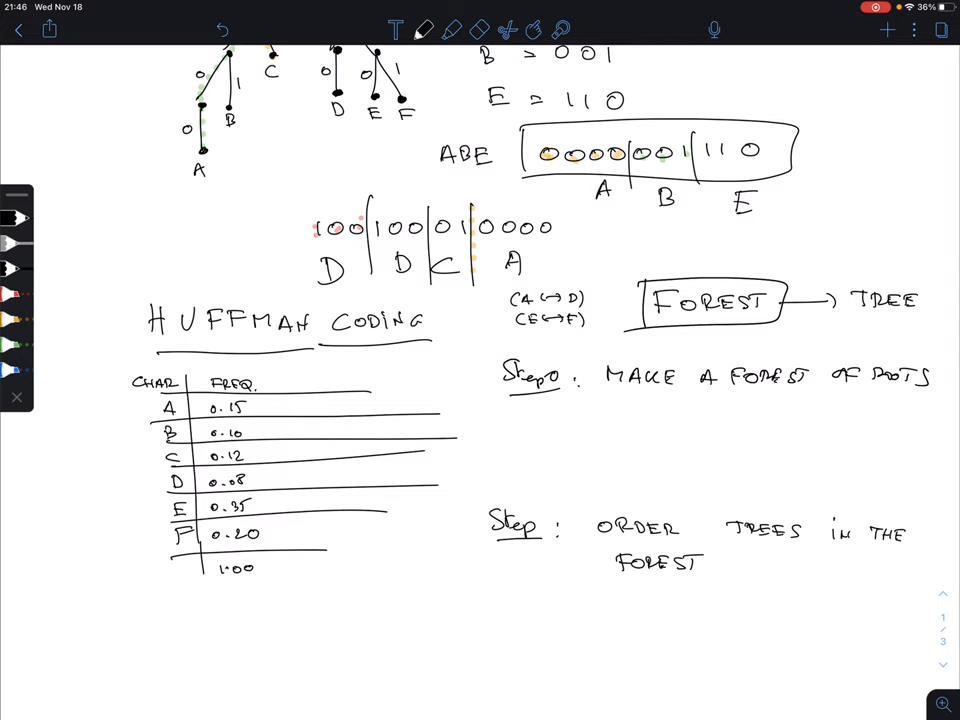 21:46 Wed Nov 18
36%
T
0
1
C
0
0
1
B = 001
0
B
D
E
F
E = 110
A
ABE
0000|001|110
A B E
100|100|01|0000
D D C A
(A ↔ D)
(E ↔ F)
FOREST → TREE
HUFFMAN CODING
Step 0 : MAKE A FOREST OF ROOTS
CHAR FREQ.
A 0.15
B 0.10
C 0.12
D 0.08
E 0.35
F 0.20
1.00
Step : ORDER TREES IN THE
FOREST
1
/
3